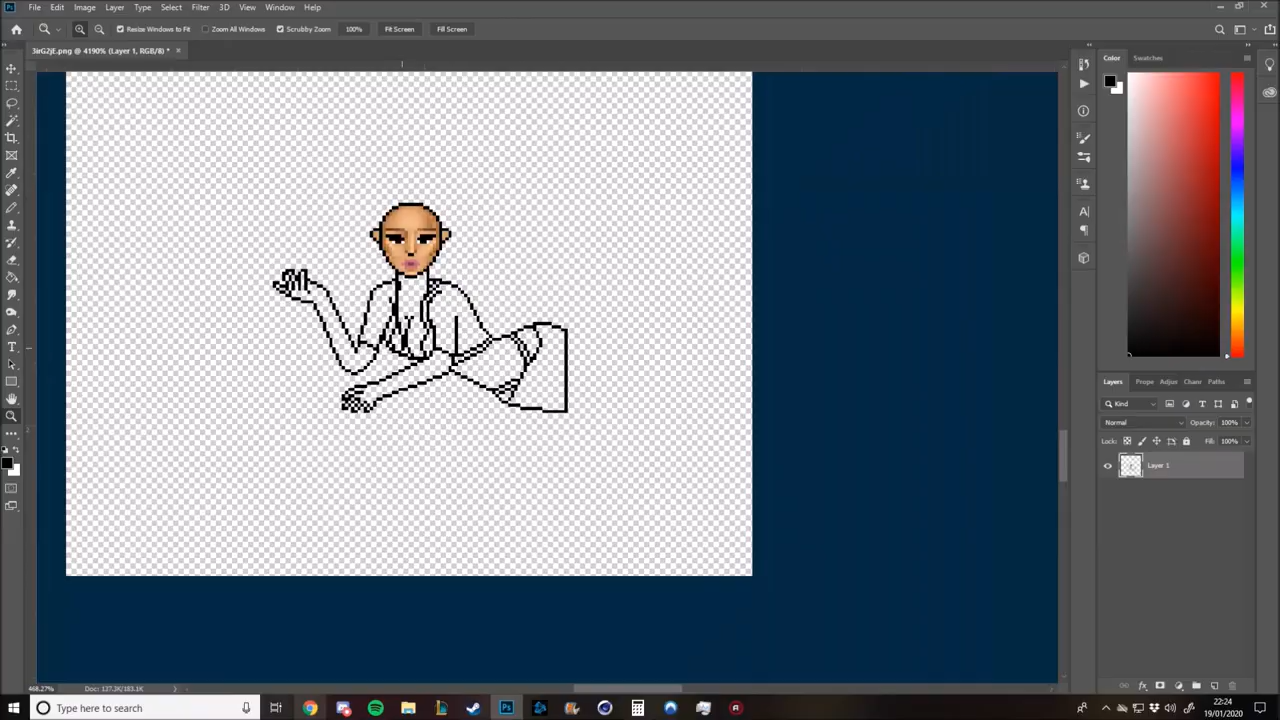 File Edit Image Layer Type Select Filter 3D View Window Help
Resize Windows to Fit Zoom All Windows Scrubby Zoom 100% Fit Screen Fill Screen
3irG2jE.png @ 4190% (Layer 1, RGB/8) *
Color Swatches
Layers Prope Adjus Chann Paths
Kind
Normal Opacity: 100%
Lock: Fill: 100%
Layer 1
468.27% Doc: 137.3K/183.1K
Type here to search
22:24
19/01/2020